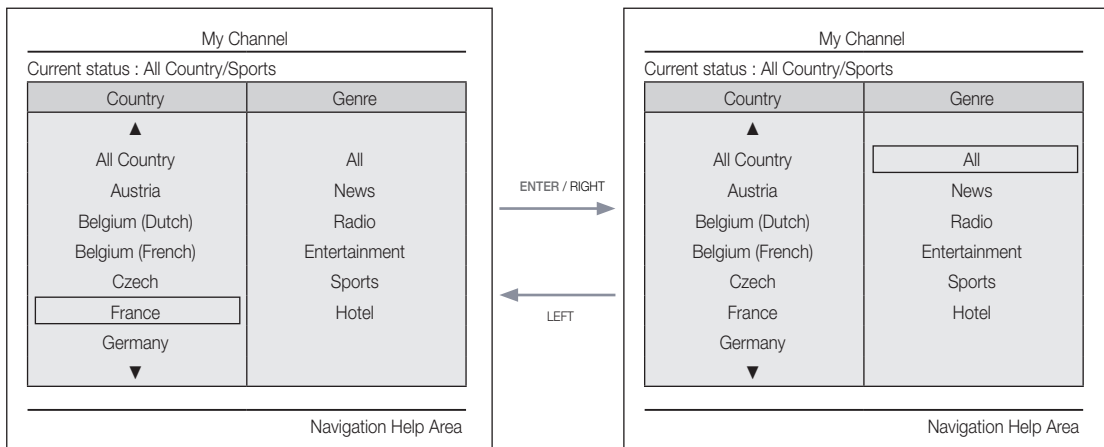 My Channel
Current status : All Country/Sports
Country Genre
▲
All Country All
Austria News
Belgium (Dutch) Radio
Belgium (French) Entertainment
Czech Sports
France Hotel
Germany
▼
Navigation Help Area
ENTER / RIGHT
LEFT
My Channel
Current status : All Country/Sports
Country Genre
▲
All Country All
Austria News
Belgium (Dutch) Radio
Belgium (French) Entertainment
Czech Sports
France Hotel
Germany
▼
Navigation Help Area